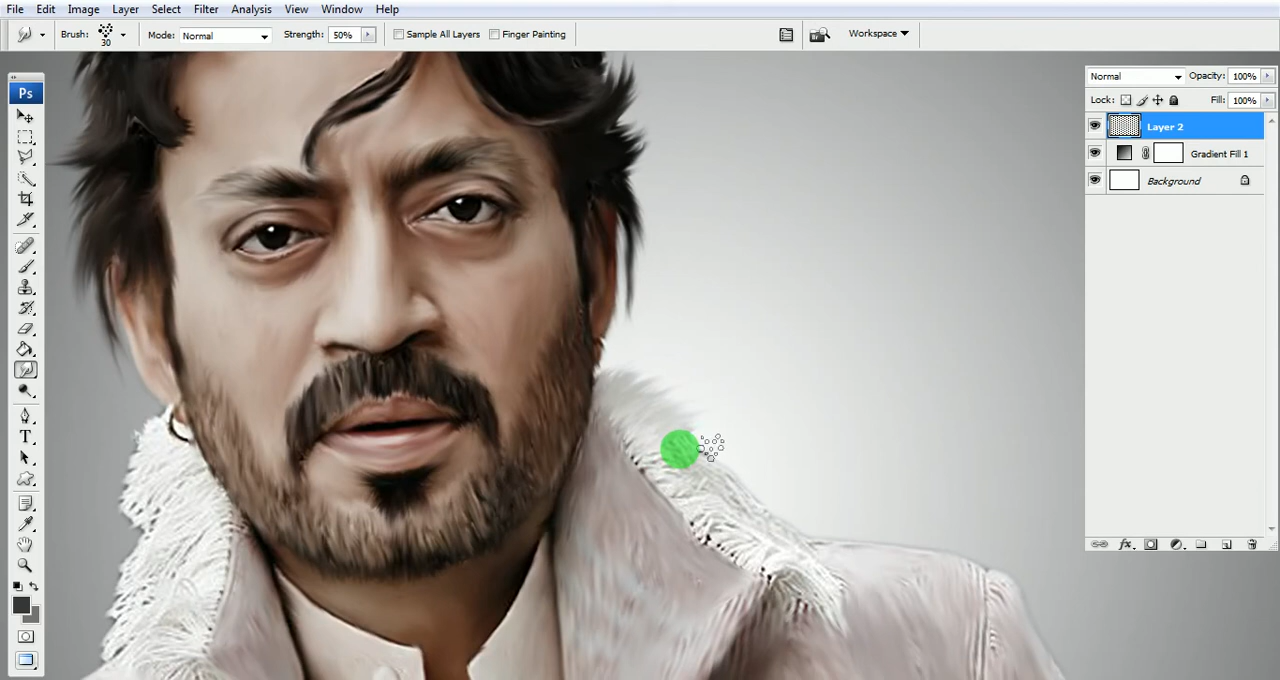 File Edit Image Layer Select Filter Analysis View Window Help
Brush: 30 Mode: Normal Strength: 50% Sample All Layers Finger Painting Workspace
Ps
Normal Opacity: 100%
Lock: Fill: 100%
Layer 2
Gradient Fill 1
Background
T
fx